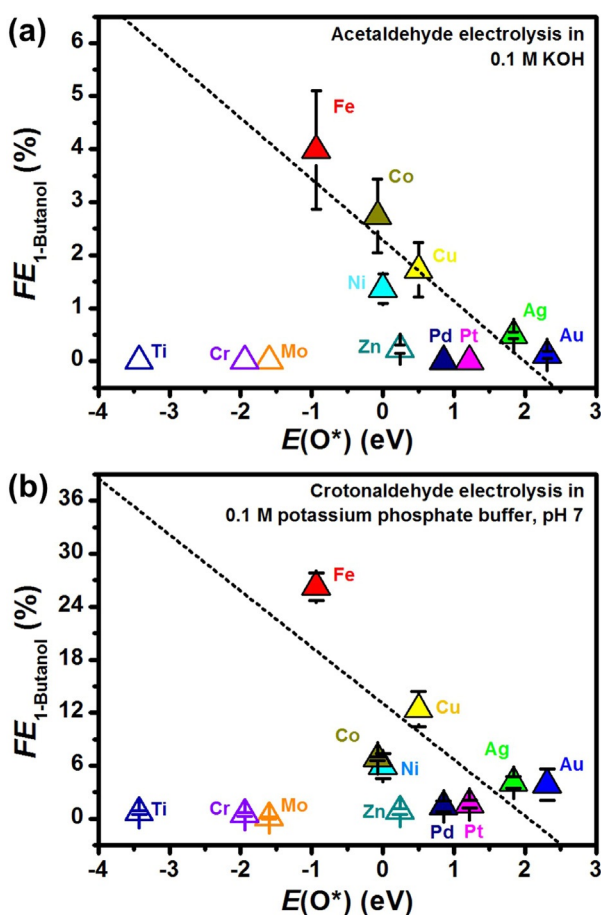 (a)
Acetaldehyde electrolysis in
0.1 M KOH
FE1-Butanol (%)
6
5
4
3
2
1
0
Fe
Co
Cu
Ni
Ag
Ti
Cr
Mo
Zn
Pd
Pt
Au
-4 -3 -2 -1 0 1 2 3
E(O*) (eV)
(b)
Crotonaldehyde electrolysis in
0.1 M potassium phosphate buffer, pH 7
FE1-Butanol (%)
36
30
24
18
12
6
0
Fe
Cu
Co
Ni
Ag
Au
Ti
Cr
Mo
Zn
Pd
Pt
-4 -3 -2 -1 0 1 2 3
E(O*) (eV)